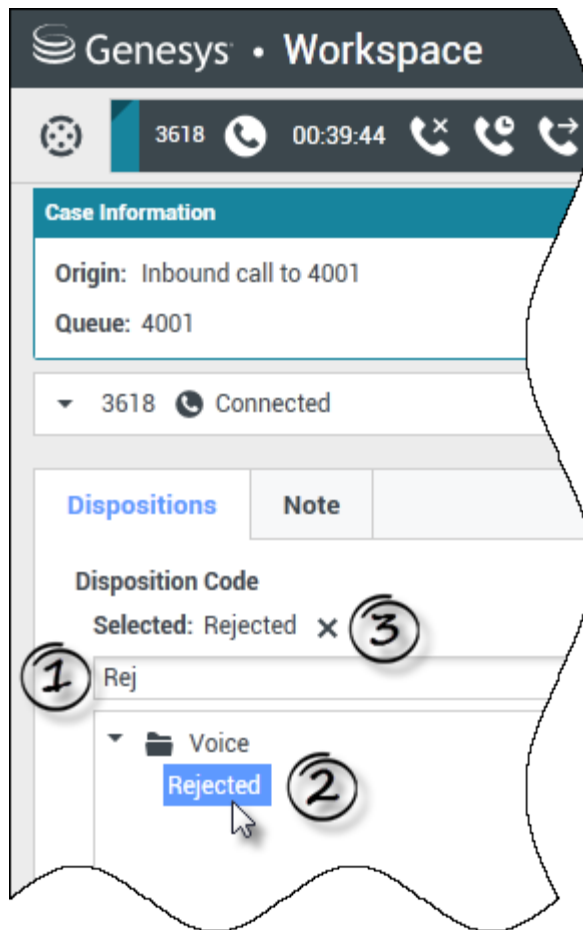 Genesys • Workspace
3618 00:39:44
Case Information
Origin: Inbound call to 4001
Queue: 4001
3618 Connected
Dispositions Note
Disposition Code
Selected: Rejected × 3
1 Rej
Voice
Rejected 2